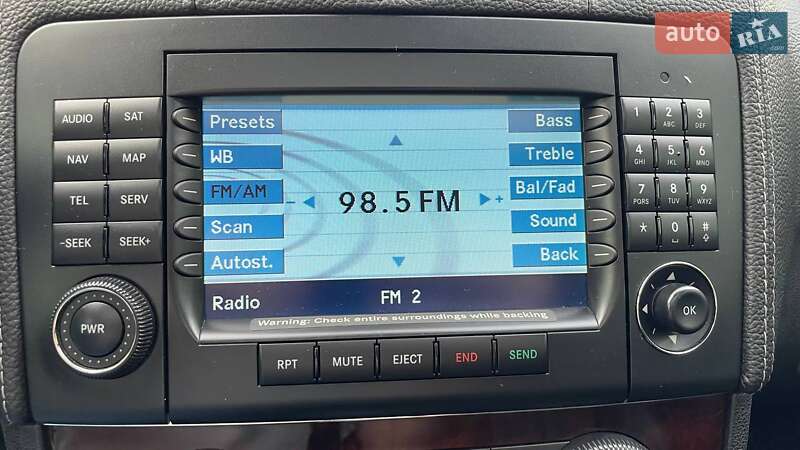 auto RIA .com
AUDIO SAT
NAV MAP
TEL SERV
-SEEK SEEK+
PWR
Presets
WB
FM/AM
Scan
Autost.
98.5 FM
- +
Bass
Treble
Bal/Fad
Sound
Back
Radio FM 2
Warning: Check entire surroundings while backing
RPT MUTE EJECT END SEND
1 2 ABC 3 DEF
4 GHI 5 JKL 6 MNO
7 PQRS 8 TUV 9 WXYZ
* 0 #
OK